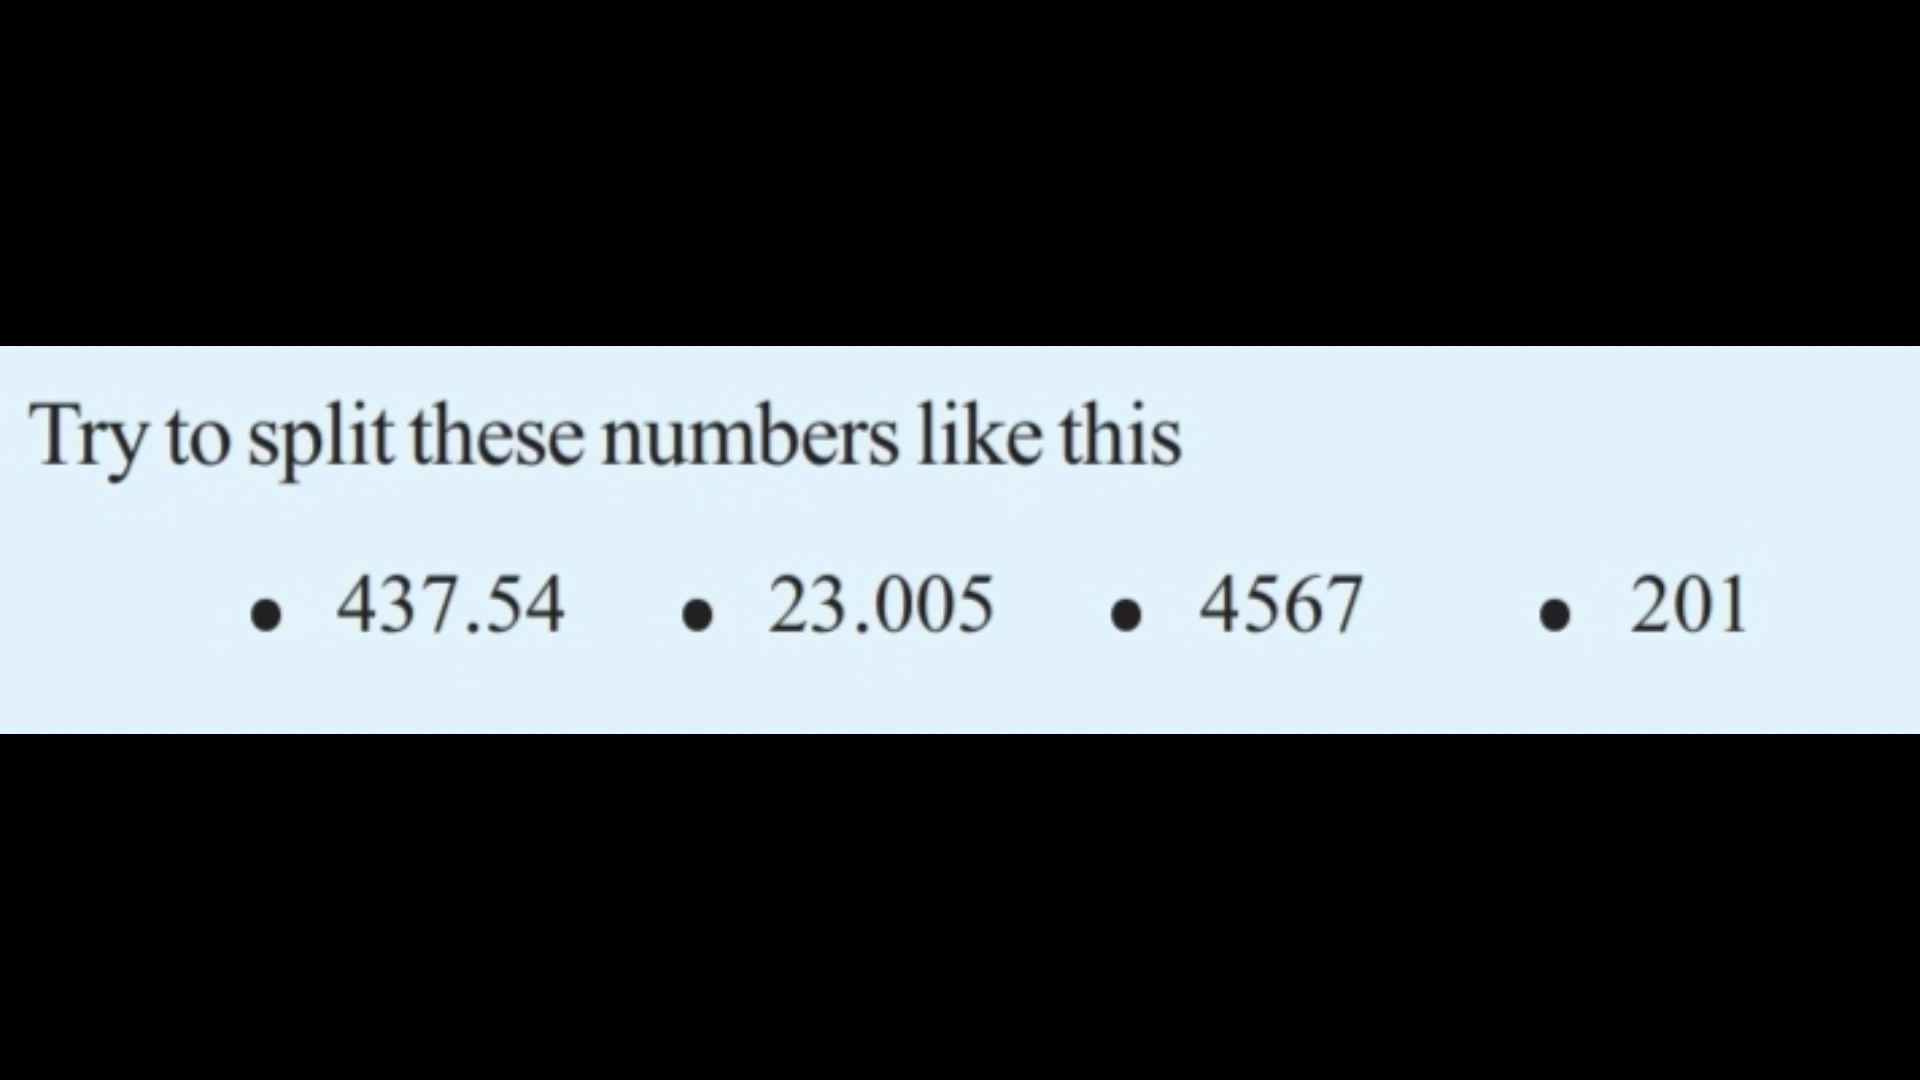 Try to split these numbers like this
• 437.54 • 23.005 • 4567 • 201